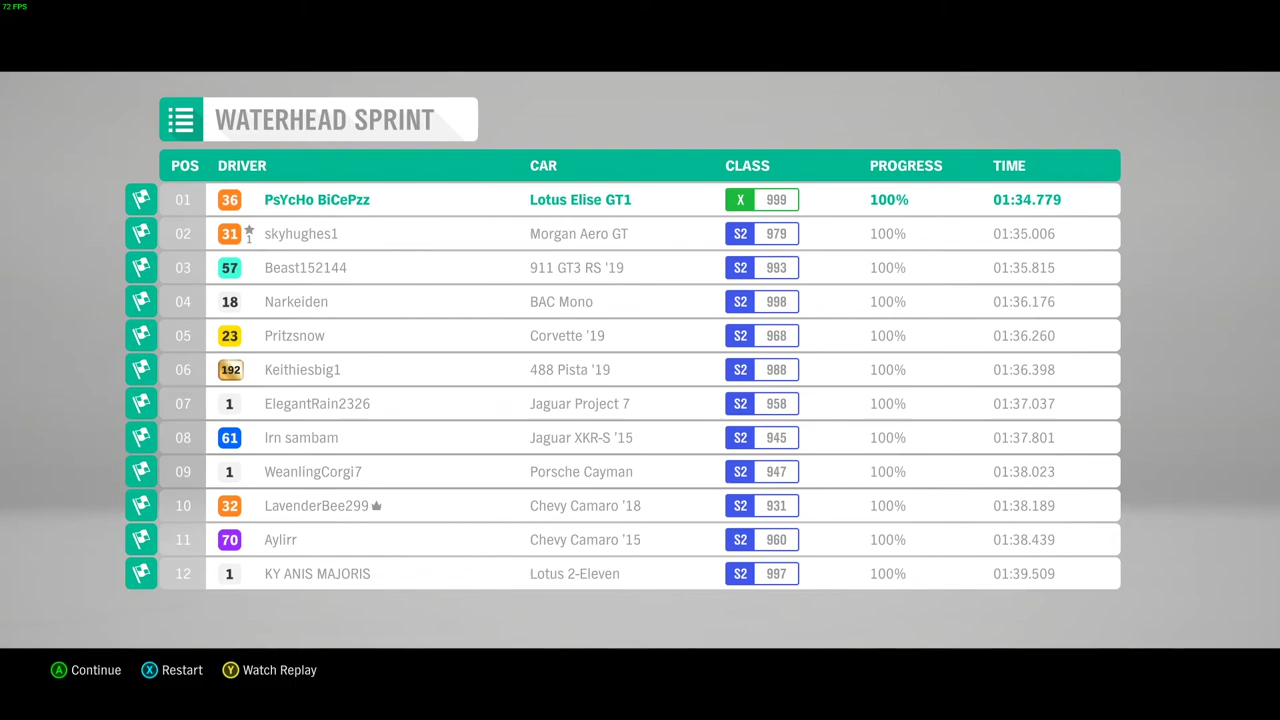 72 FPS
WATERHEAD SPRINT
POS DRIVER CAR CLASS PROGRESS TIME
01 36 PsYcHo BiCePzz Lotus Elise GT1 X 999 100% 01:34.779
02 31 1 skyhughes1 Morgan Aero GT S2 979 100% 01:35.006
03 57 Beast152144 911 GT3 RS '19 S2 993 100% 01:35.815
04 18 Narkeiden BAC Mono S2 998 100% 01:36.176
05 23 Pritzsnow Corvette '19 S2 968 100% 01:36.260
06 192 Keithiesbig1 488 Pista '19 S2 988 100% 01:36.398
07 1 ElegantRain2326 Jaguar Project 7 S2 958 100% 01:37.037
08 61 Irn sambam Jaguar XKR-S '15 S2 945 100% 01:37.801
09 1 WeanlingCorgi7 Porsche Cayman S2 947 100% 01:38.023
10 32 LavenderBee299 Chevy Camaro '18 S2 931 100% 01:38.189
11 70 Aylirr Chevy Camaro '15 S2 960 100% 01:38.439
12 1 KY ANIS MAJORIS Lotus 2-Eleven S2 997 100% 01:39.509
A Continue X Restart Y Watch Replay